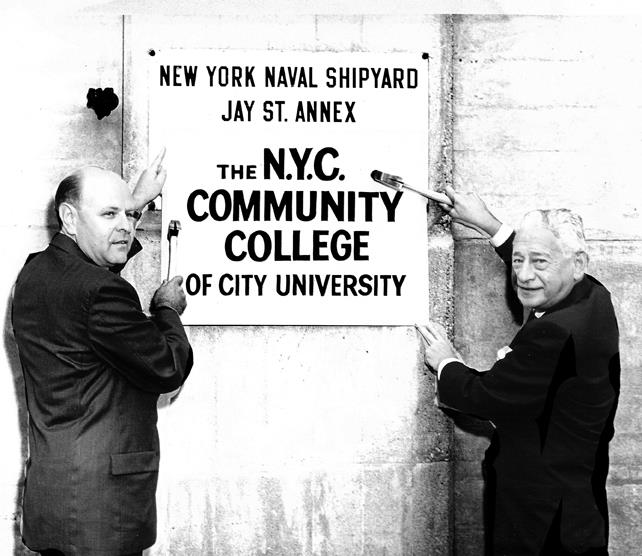 NEW YORK NAVAL SHIPYARD
JAY ST. ANNEX
THE N.Y.C.
COMMUNITY
COLLEGE
OF CITY UNIVERSITY